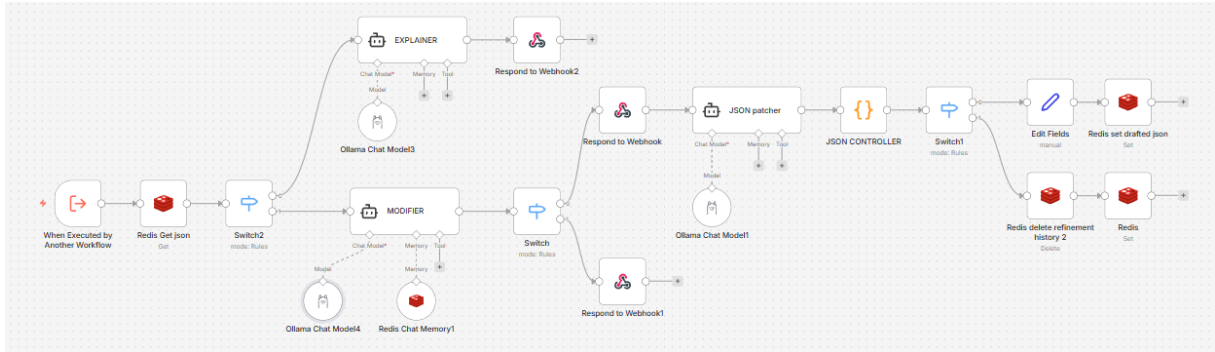 EXPLAINER
Chat Model*
Memory
Tool
Model
Ollama Chat Model3
Respond to Webhook2
When Executed by
Another Workflow
Redis Get json
Get
Switch2
mode: Rules
MODIFIER
Chat Model*
Memory
Tool
Model
Memory
Ollama Chat Model4
Redis Chat Memory1
Switch
mode: Rules
Respond to Webhook
Respond to Webhook1
JSON patcher
Chat Model*
Memory
Tool
Model
Ollama Chat Model1
JSON CONTROLLER
Switch1
mode: Rules
Edit Fields
manual
Redis set drafted json
Set
Redis delete refinement
history 2
Delete
Redis
Set